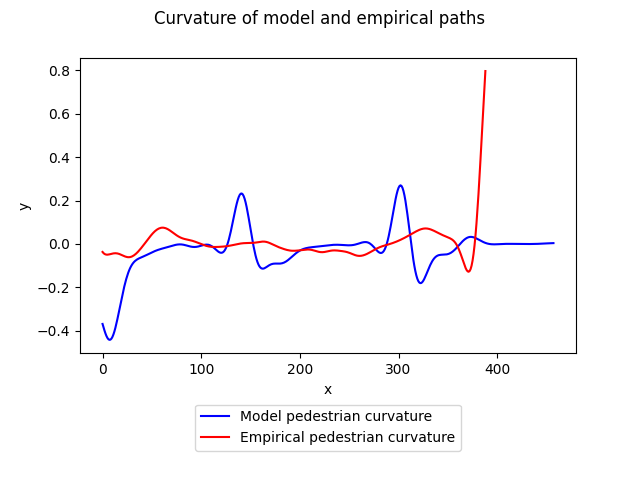 Curvature of model and empirical paths
0.8
0.6
0.4
0.2
0.0
−0.2
−0.4
y
0 100 200 300 400
x
Model pedestrian curvature
Empirical pedestrian curvature